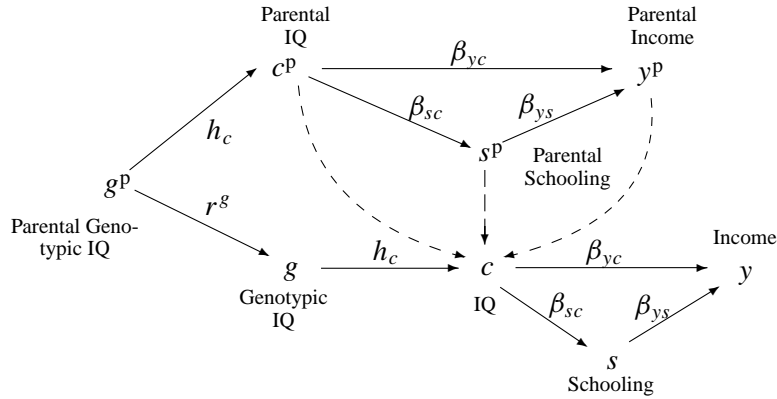 Parental
IQ
Parental
Income
c^p
β_yc
y^p
h_c
β_sc
β_ys
s^p
Parental
Schooling
g^p
Parental Geno-
typic IQ
r^g
g
Genotypic
IQ
h_c
c
IQ
β_yc
Income
y
β_sc
β_ys
s
Schooling